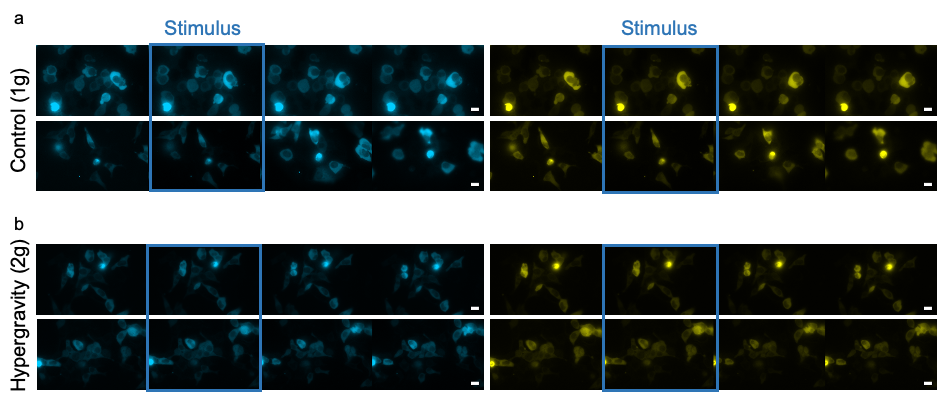 a
Stimulus
Stimulus
Control (1g)
b
Hypergravity (2g)